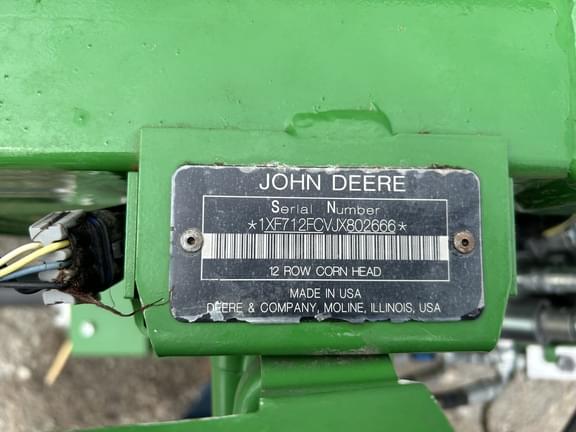 JOHN DEERE
Serial Number
*1XF712FCVJX802666*
12 ROW CORN HEAD
MADE IN USA
DEERE & COMPANY, MOLINE, ILLINOIS, USA